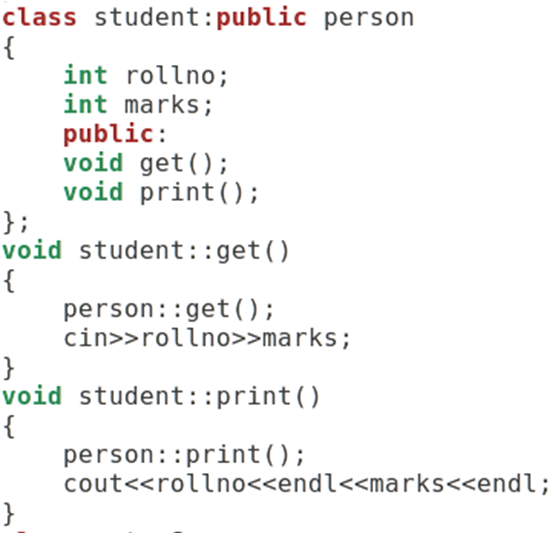 class student:public person
{
    int rollno;
    int marks;
    public:
    void get();
    void print();
};
void student::get()
{
    person::get();
    cin>>rollno>>marks;
}
void student::print()
{
    person::print();
    cout<<rollno<<endl<<marks<<endl;
}